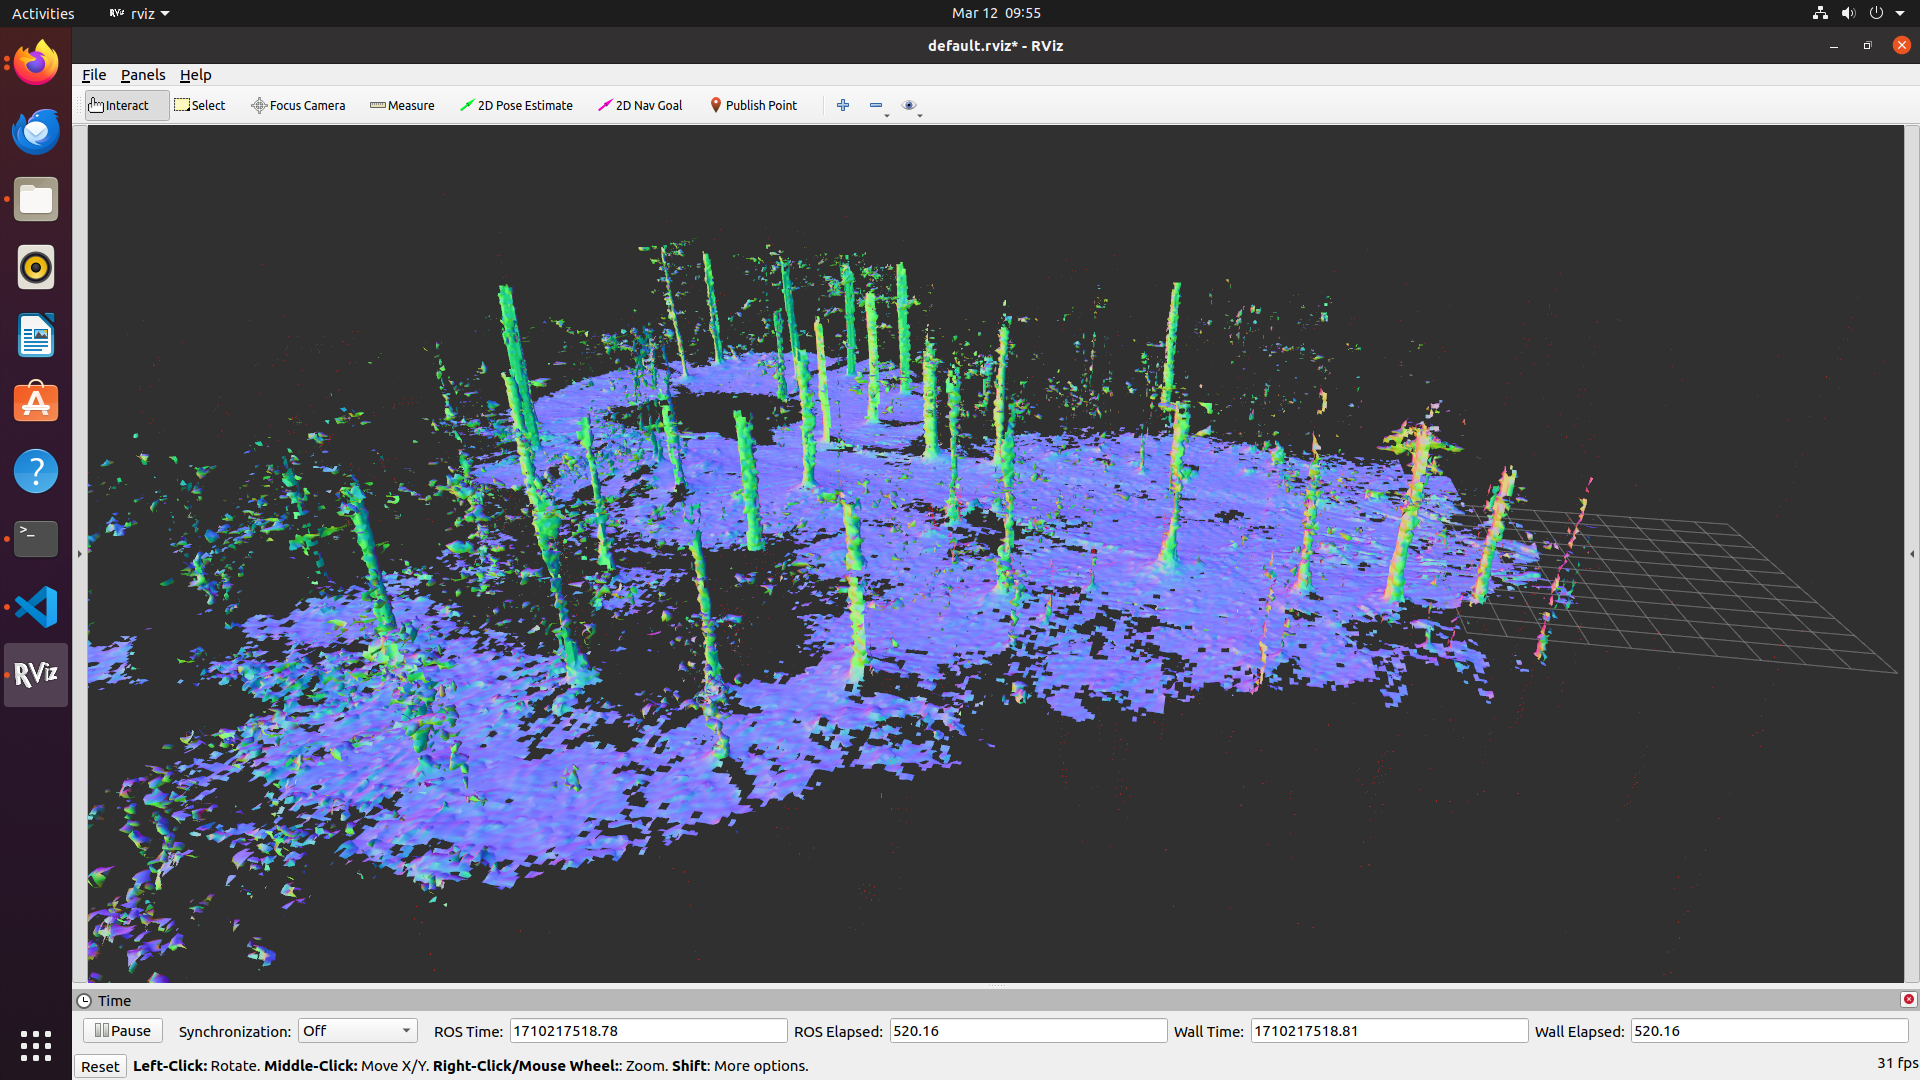 Activities
RViz rviz
Mar 12 09:55
default.rviz* - RViz
File Panels Help
Interact Select Focus Camera Measure 2D Pose Estimate 2D Nav Goal Publish Point
RViz
Time
Pause Synchronization: Off ROS Time: 1710217518.78 ROS Elapsed: 520.16 Wall Time: 1710217518.81 Wall Elapsed: 520.16
Reset Left-Click: Rotate. Middle-Click: Move X/Y. Right-Click/Mouse Wheel:: Zoom. Shift: More options. 31 fps